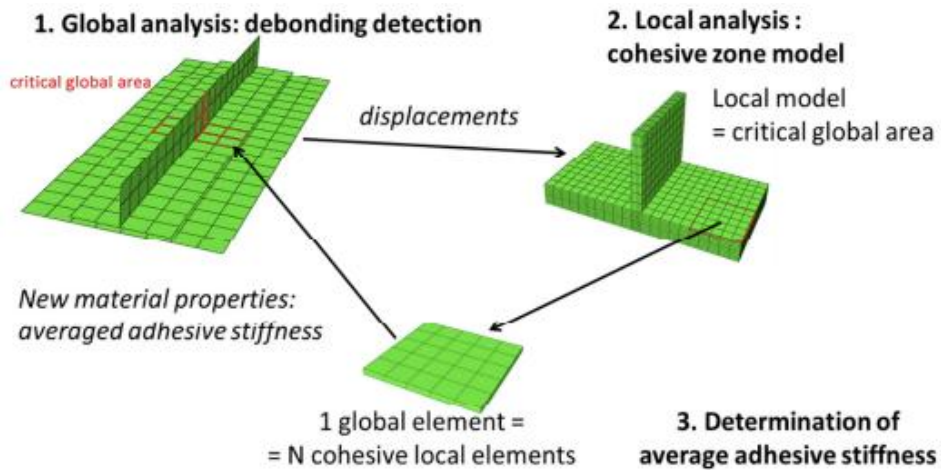 1. Global analysis: debonding detection
critical global area
displacements
2. Local analysis :
cohesive zone model
Local model
= critical global area
New material properties:
averaged adhesive stiffness
1 global element =
= N cohesive local elements
3. Determination of
average adhesive stiffness